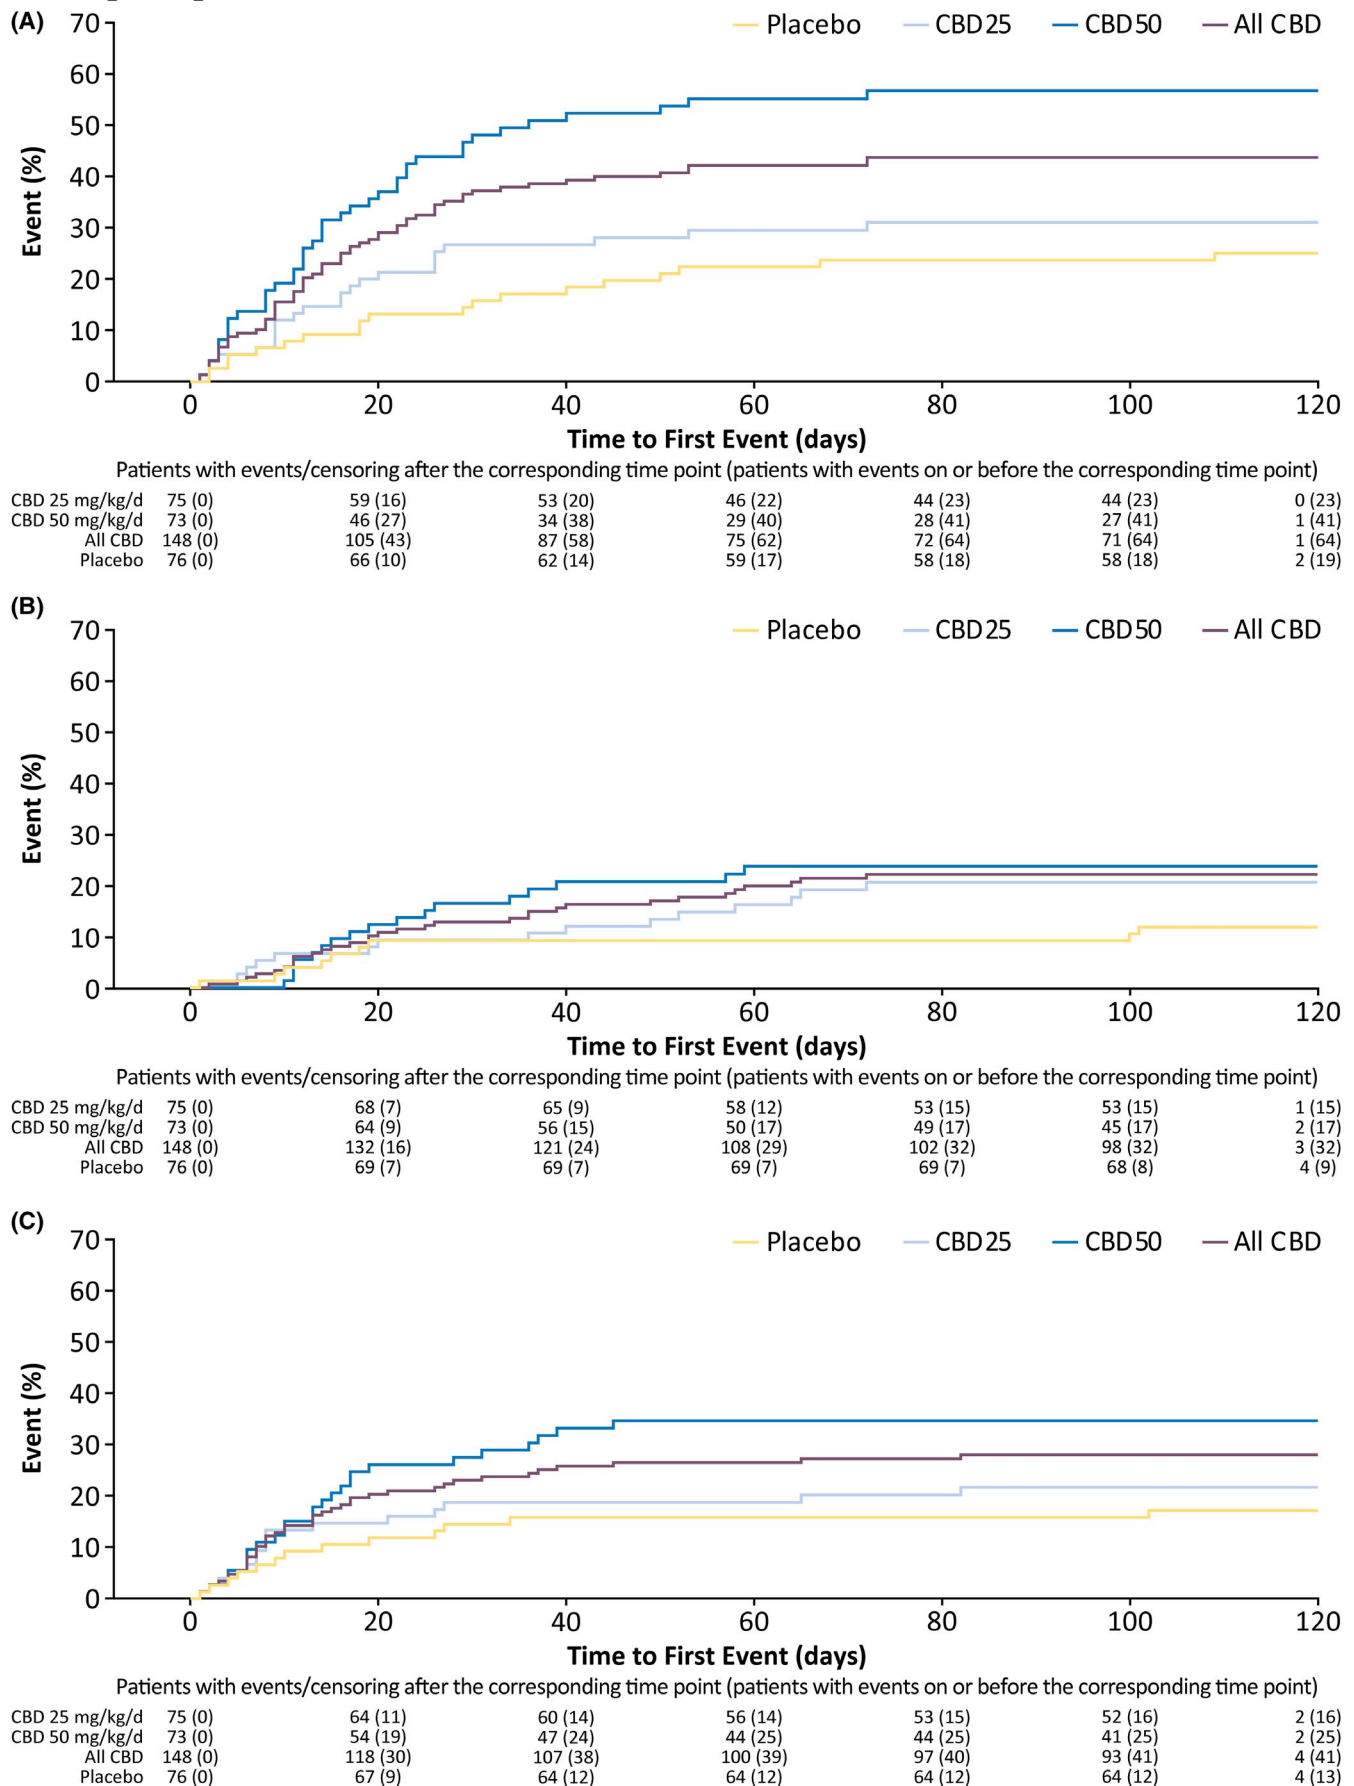 (A)
Placebo CBD25 CBD50 All CBD
70
60
50
40
30
20
10
0
Event (%)
0 20 40 60 80 100 120
Time to First Event (days)
Patients with events/censoring after the corresponding time point (patients with events on or before the corresponding time point)
CBD 25 mg/kg/d 75 (0) 59 (16) 53 (20) 46 (22) 44 (23) 44 (23) 0 (23)
CBD 50 mg/kg/d 73 (0) 46 (27) 34 (38) 29 (40) 28 (41) 27 (41) 1 (41)
All CBD 148 (0) 105 (43) 87 (58) 75 (62) 72 (64) 71 (64) 1 (64)
Placebo 76 (0) 66 (10) 62 (14) 59 (17) 58 (18) 58 (18) 2 (19)
(B)
Placebo CBD25 CBD50 All CBD
70
60
50
40
30
20
10
0
Event (%)
0 20 40 60 80 100 120
Time to First Event (days)
Patients with events/censoring after the corresponding time point (patients with events on or before the corresponding time point)
CBD 25 mg/kg/d 75 (0) 68 (7) 65 (9) 58 (12) 53 (15) 53 (15) 1 (15)
CBD 50 mg/kg/d 73 (0) 64 (9) 56 (15) 50 (17) 49 (17) 45 (17) 2 (17)
All CBD 148 (0) 132 (16) 121 (24) 108 (29) 102 (32) 98 (32) 3 (32)
Placebo 76 (0) 69 (7) 69 (7) 69 (7) 69 (7) 68 (8) 4 (9)
(C)
Placebo CBD25 CBD50 All CBD
70
60
50
40
30
20
10
0
Event (%)
0 20 40 60 80 100 120
Time to First Event (days)
Patients with events/censoring after the corresponding time point (patients with events on or before the corresponding time point)
CBD 25 mg/kg/d 75 (0) 64 (11) 60 (14) 56 (14) 53 (15) 52 (16) 2 (16)
CBD 50 mg/kg/d 73 (0) 54 (19) 47 (24) 44 (25) 44 (25) 41 (25) 2 (25)
All CBD 148 (0) 118 (30) 107 (38) 100 (39) 97 (40) 93 (41) 4 (41)
Placebo 76 (0) 67 (9) 64 (12) 64 (12) 64 (12) 64 (12) 4 (13)